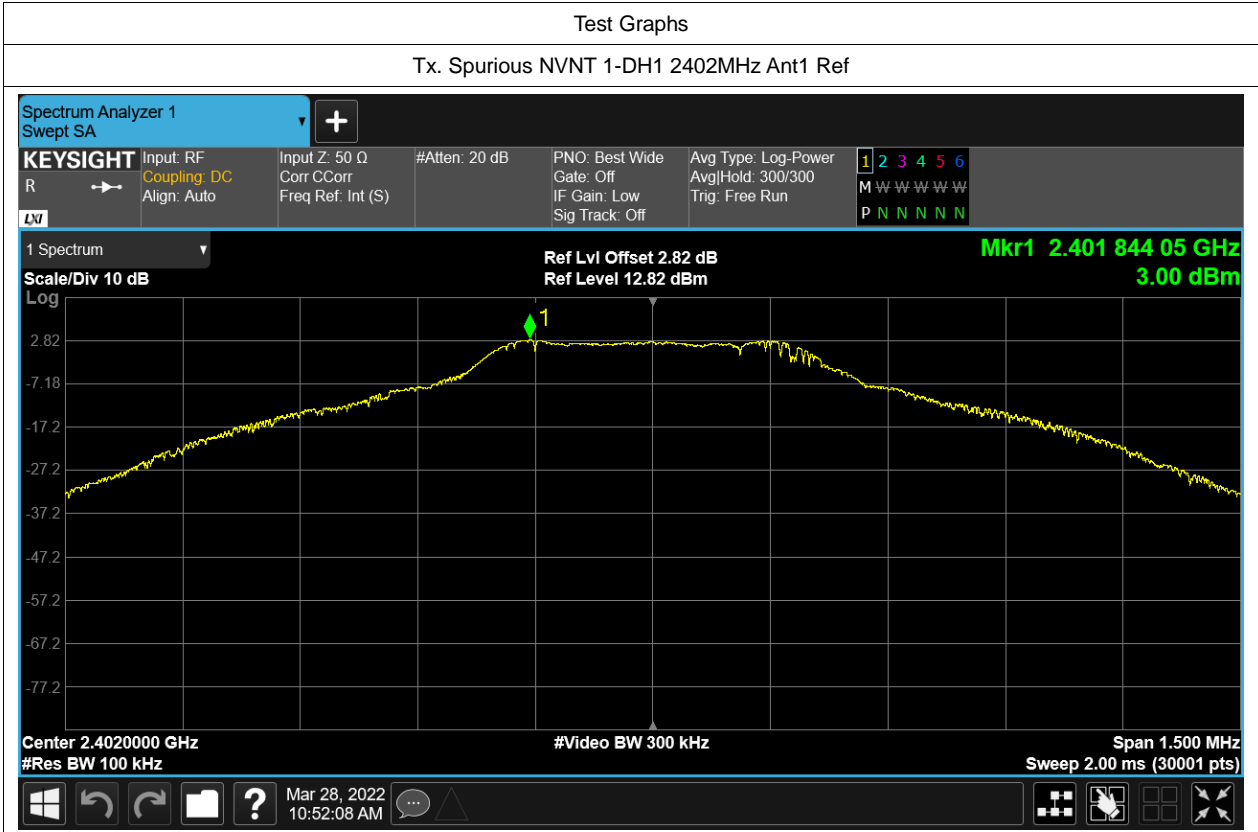 Test Graphs
Tx. Spurious NVNT 1-DH1 2402MHz Ant1 Ref
Spectrum Analyzer 1
Swept SA
KEYSIGHT
R
LXI
Input: RF
Coupling: DC
Align: Auto
Input Z: 50 Ω
Corr CCorr
Freq Ref: Int (S)
#Atten: 20 dB
PNO: Best Wide
Gate: Off
IF Gain: Low
Sig Track: Off
Avg Type: Log-Power
Avg|Hold: 300/300
Trig: Free Run
1 2 3 4 5 6
M W W W W W
P N N N N N
1 Spectrum
Scale/Div 10 dB
Log
Ref Lvl Offset 2.82 dB
Ref Level 12.82 dBm
Mkr1 2.401 844 05 GHz
3.00 dBm
1
2.82
-7.18
-17.2
-27.2
-37.2
-47.2
-57.2
-67.2
-77.2
Center 2.4020000 GHz
#Res BW 100 kHz
#Video BW 300 kHz
Span 1.500 MHz
Sweep 2.00 ms (30001 pts)
?
Mar 28, 2022
10:52:08 AM